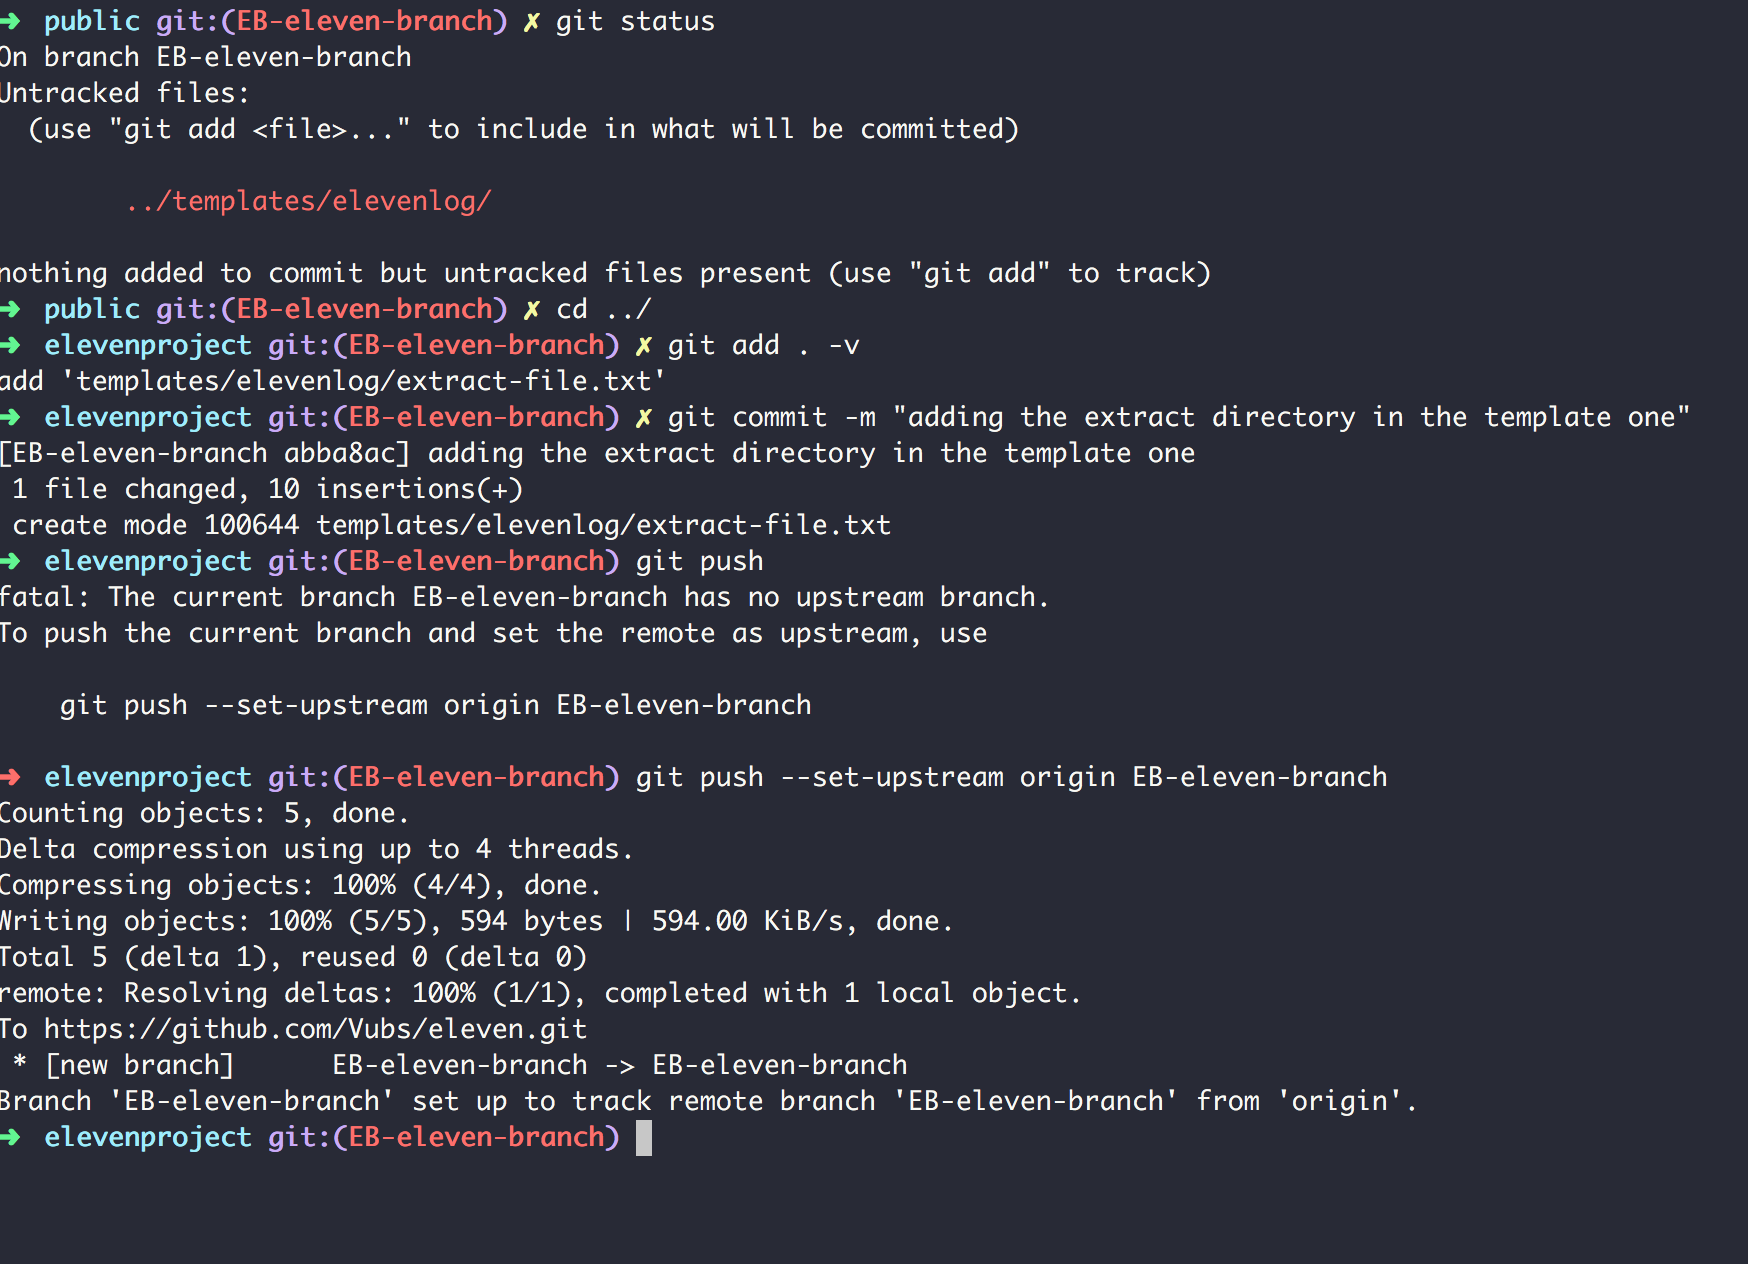 ➜  public git:(EB-eleven-branch) ✗ git status
On branch EB-eleven-branch
Untracked files:
  (use "git add <file>..." to include in what will be committed)

        ../templates/elevenlog/

nothing added to commit but untracked files present (use "git add" to track)
➜  public git:(EB-eleven-branch) ✗ cd ../
➜  elevenproject git:(EB-eleven-branch) ✗ git add . -v
add 'templates/elevenlog/extract-file.txt'
➜  elevenproject git:(EB-eleven-branch) ✗ git commit -m "adding the extract directory in the template one"
[EB-eleven-branch abba8ac] adding the extract directory in the template one
 1 file changed, 10 insertions(+)
 create mode 100644 templates/elevenlog/extract-file.txt
➜  elevenproject git:(EB-eleven-branch) git push
fatal: The current branch EB-eleven-branch has no upstream branch.
To push the current branch and set the remote as upstream, use

    git push --set-upstream origin EB-eleven-branch

➜  elevenproject git:(EB-eleven-branch) git push --set-upstream origin EB-eleven-branch
Counting objects: 5, done.
Delta compression using up to 4 threads.
Compressing objects: 100% (4/4), done.
Writing objects: 100% (5/5), 594 bytes | 594.00 KiB/s, done.
Total 5 (delta 1), reused 0 (delta 0)
remote: Resolving deltas: 100% (1/1), completed with 1 local object.
To https://github.com/Vubs/eleven.git
 * [new branch]      EB-eleven-branch -> EB-eleven-branch
Branch 'EB-eleven-branch' set up to track remote branch 'EB-eleven-branch' from 'origin'.
➜  elevenproject git:(EB-eleven-branch)